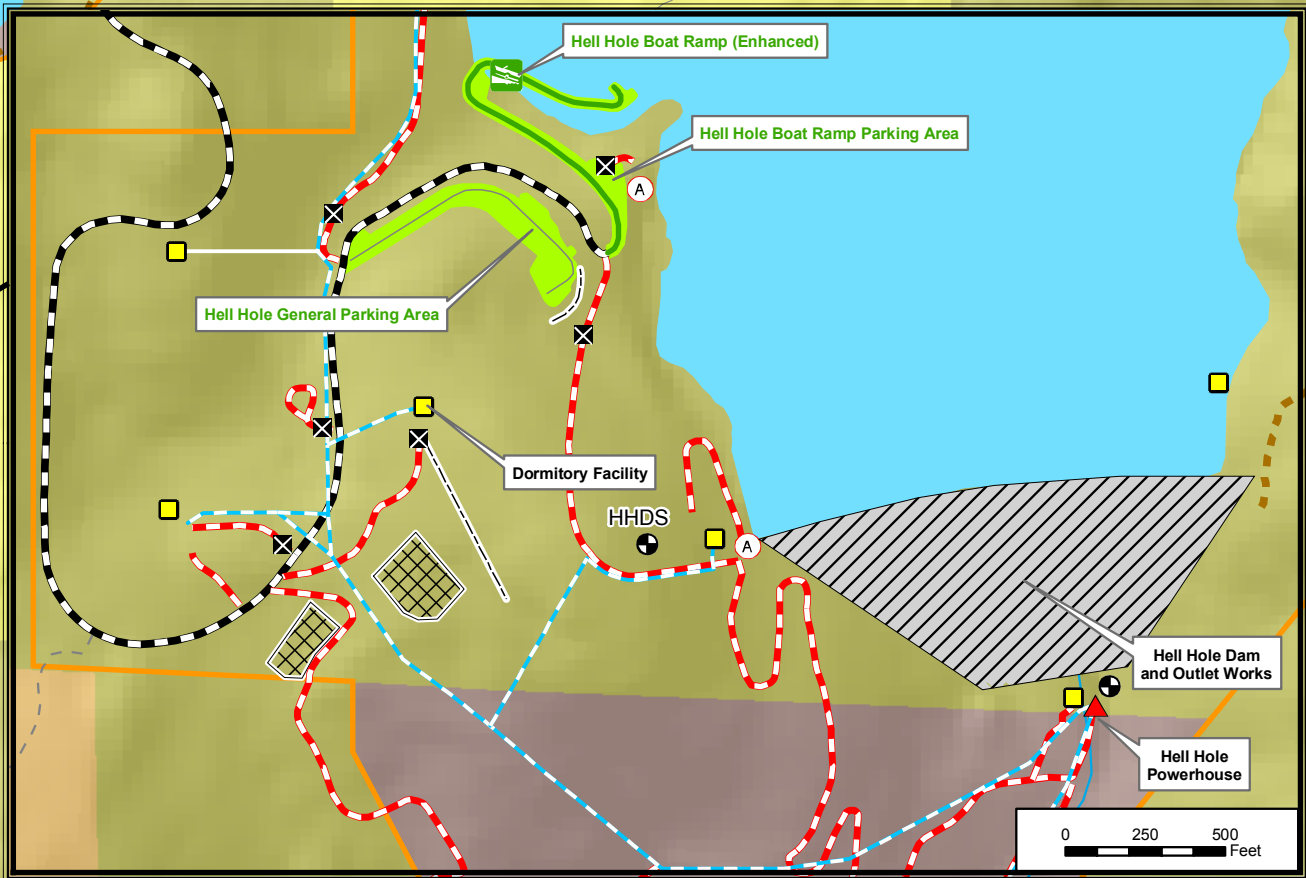 Hell Hole Boat Ramp (Enhanced)
Hell Hole Boat Ramp Parking Area
A
Hell Hole General Parking Area
Dormitory Facility
HHDS
A
Hell Hole Dam
and Outlet Works
Hell Hole
Powerhouse
0 250 500
Feet